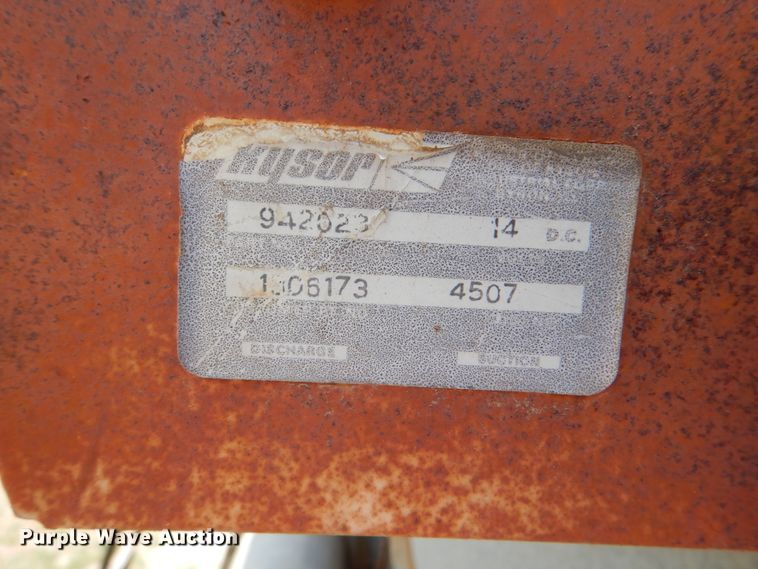 Kysor
942023 14 D.C.
1306173 4507
DISCHARGE SUCTION
Purple Wave Auction